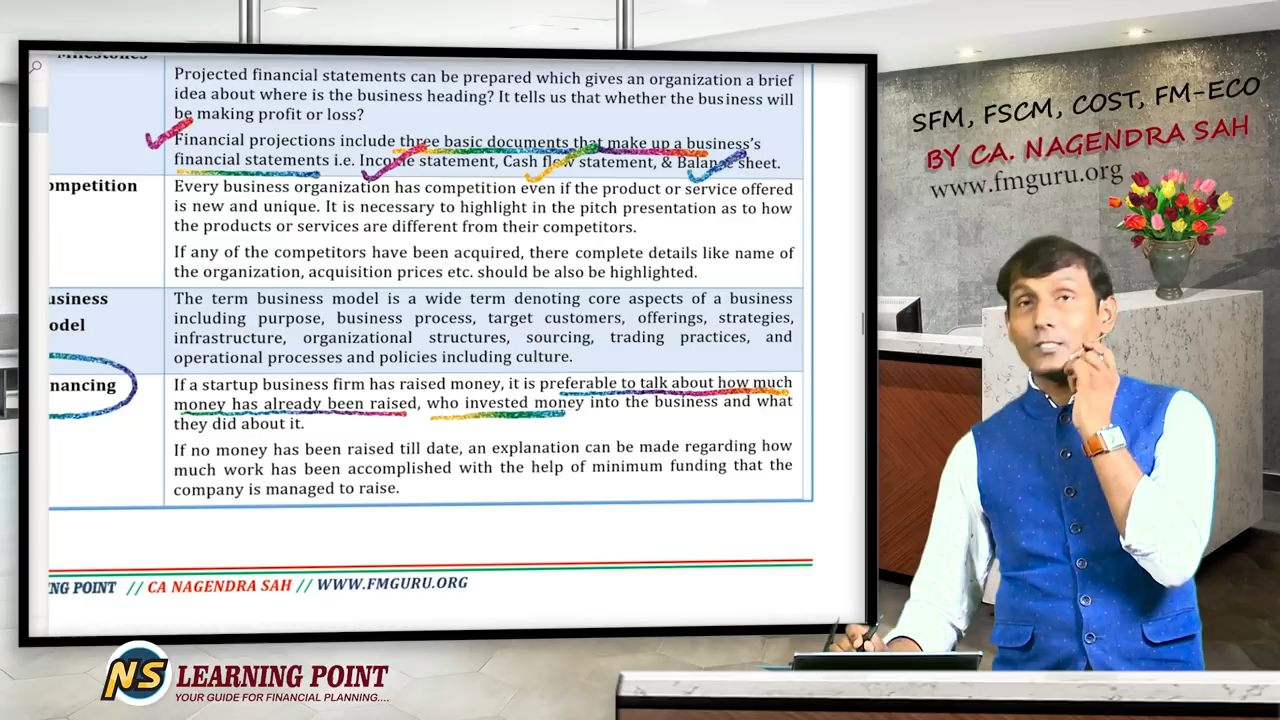 Milestones
Projected financial statements can be prepared which gives an organization a brief
idea about where is the business heading? It tells us that whether the business will
be making profit or loss?
Financial projections include three basic documents that make up a business's
financial statements i.e. Income statement, Cash flow statement, & Balance sheet.
ompetition
Every business organization has competition even if the product or service offered
is new and unique. It is necessary to highlight in the pitch presentation as to how
the products or services are different from their competitors.
If any of the competitors have been acquired, there complete details like name of
the organization, acquisition prices etc. should be also be highlighted.
usiness
odel
The term business model is a wide term denoting core aspects of a business
including purpose, business process, target customers, offerings, strategies,
infrastructure, organizational structures, sourcing, trading practices, and
operational processes and policies including culture.
nancing
If a startup business firm has raised money, it is preferable to talk about how much
money has already been raised, who invested money into the business and what
they did about it.
If no money has been raised till date, an explanation can be made regarding how
much work has been accomplished with the help of minimum funding that the
company is managed to raise.
NG POINT // CA NAGENDRA SAH // WWW.FMGURU.ORG
SFM, FSCM, COST, FM-ECO
BY CA. NAGENDRA SAH
www.fmguru.org
NS LEARNING POINT
YOUR GUIDE FOR FINANCIAL PLANNING....